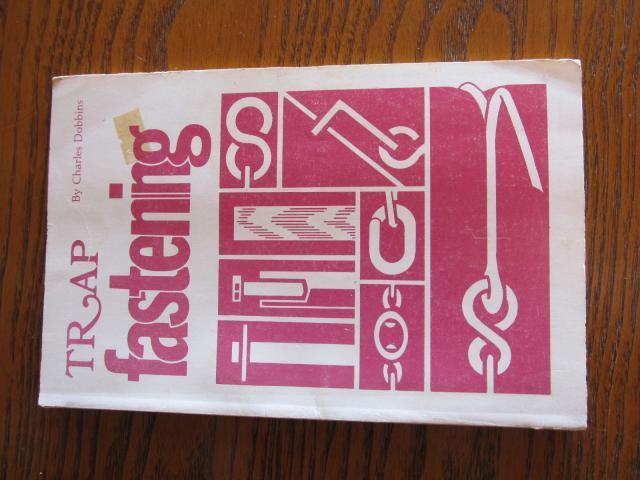 TRAP
fastening
By Charles Dobbins